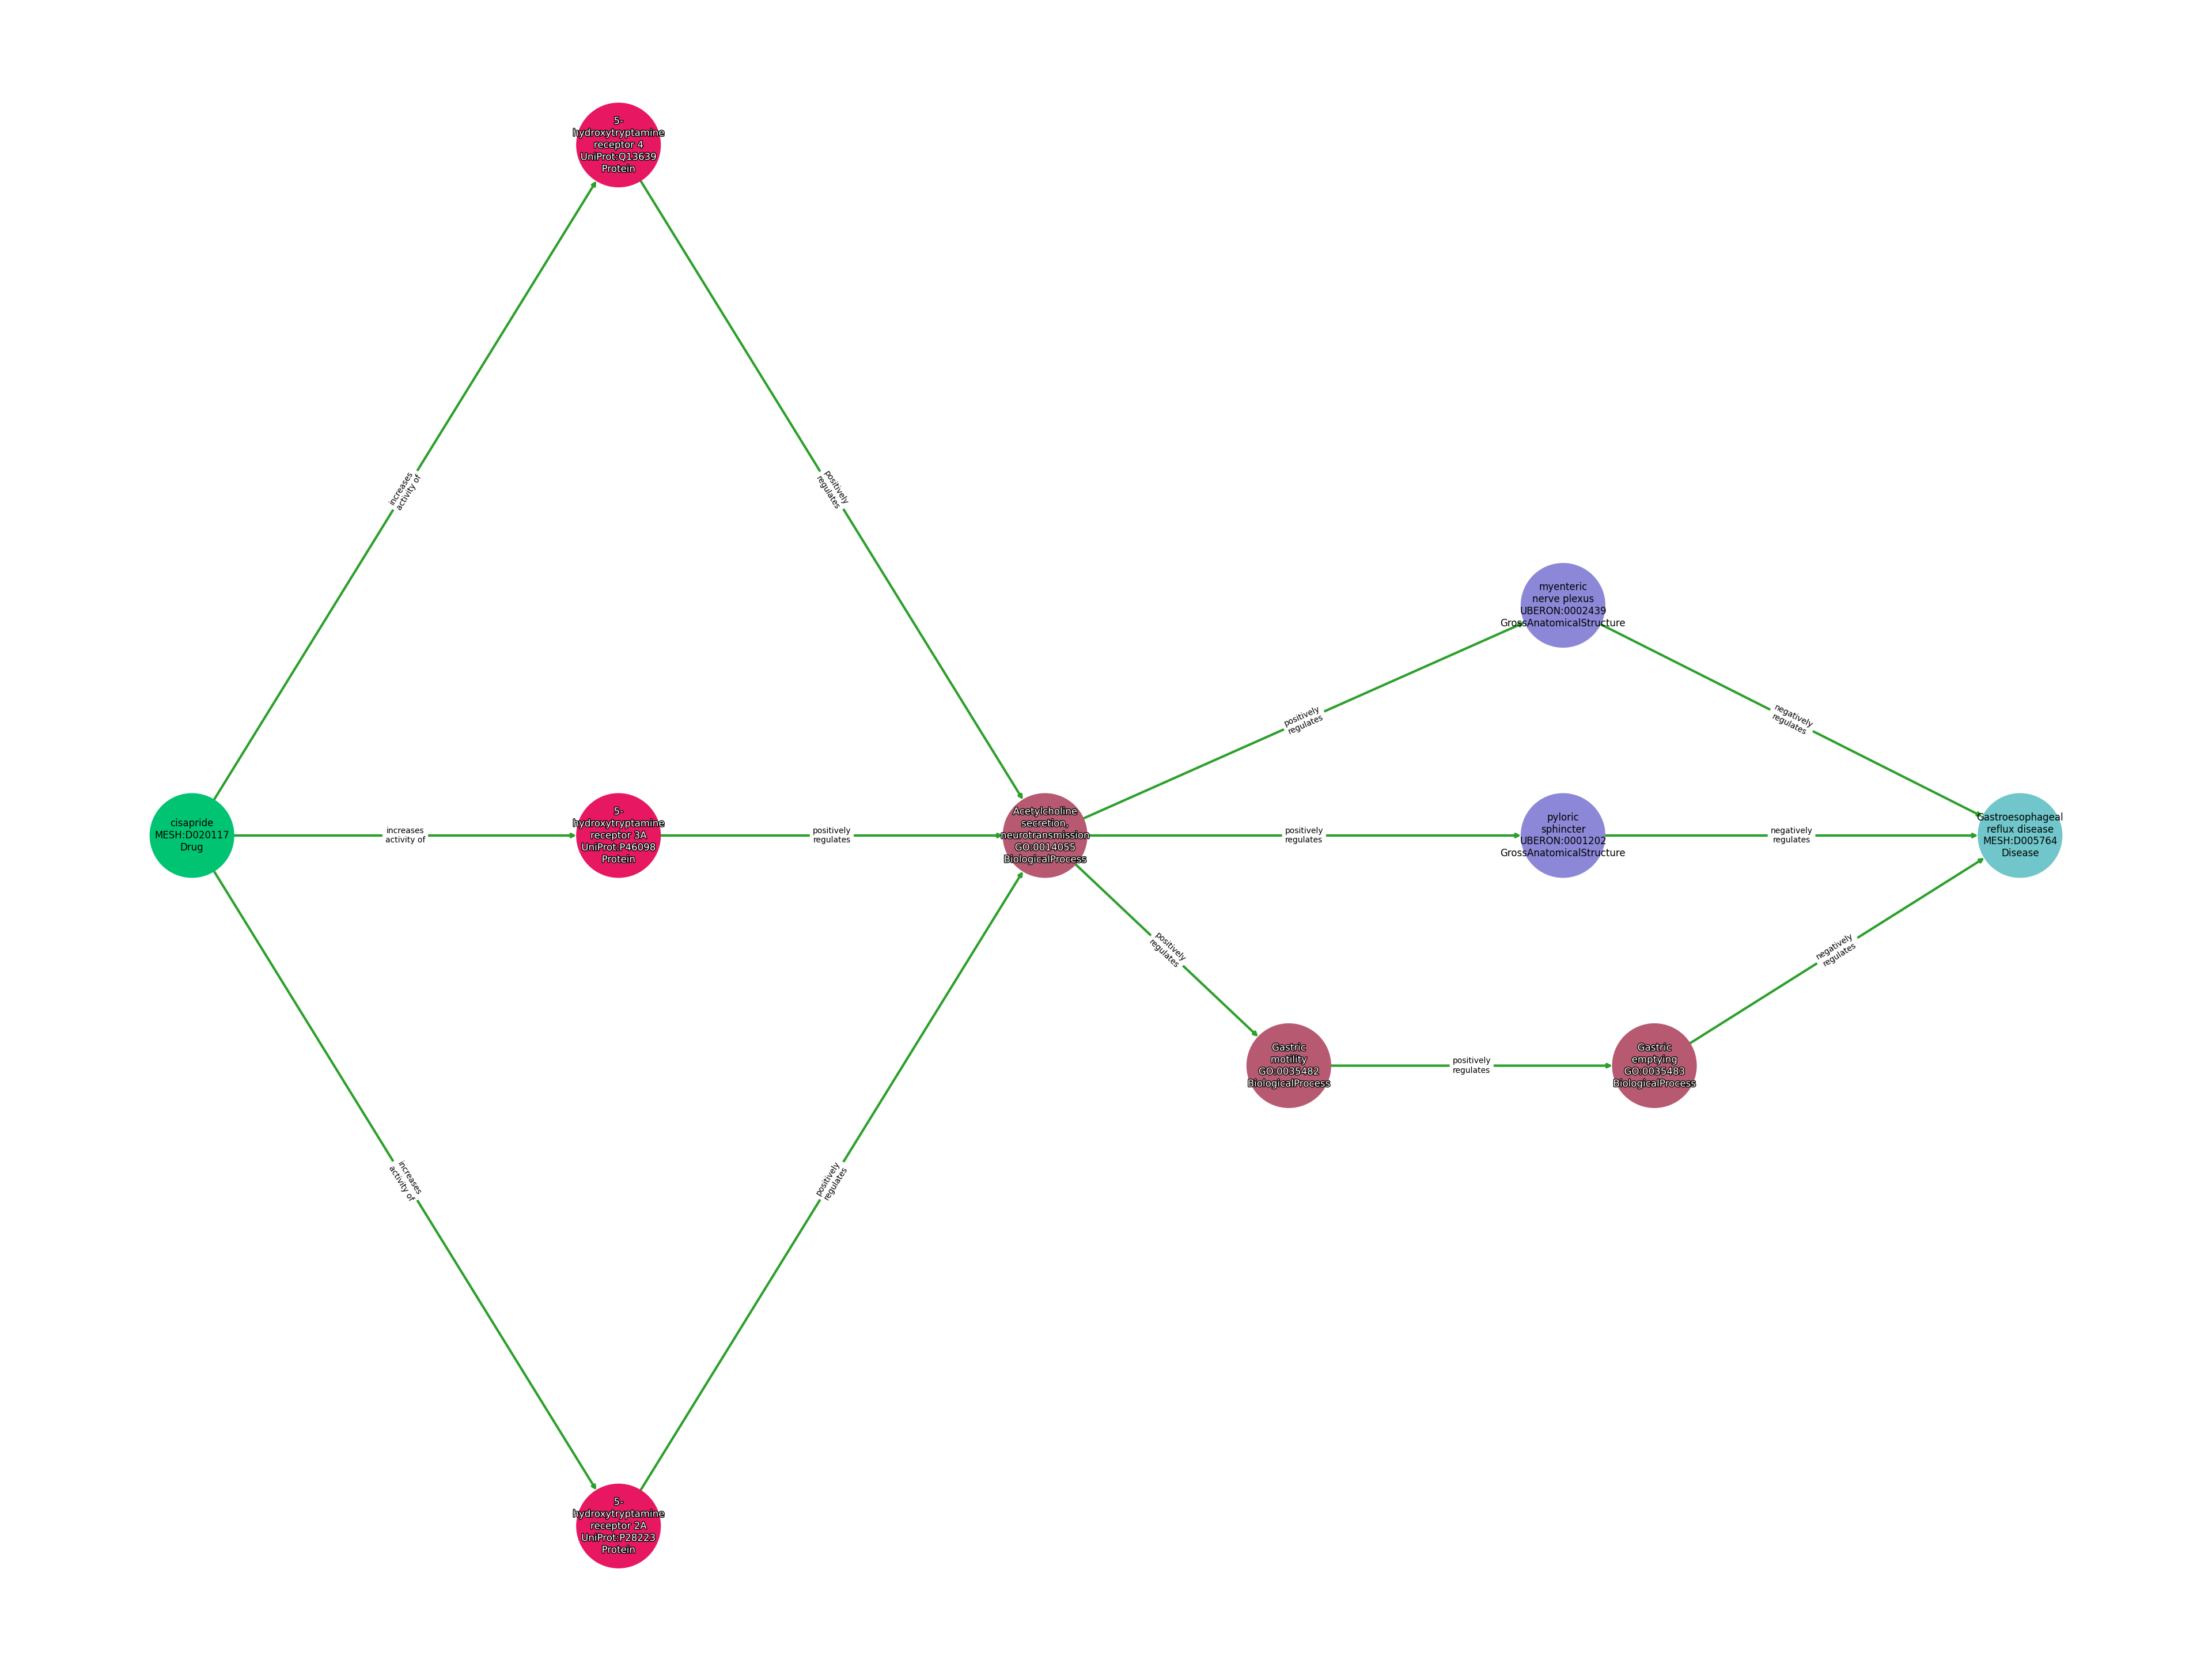 5-
hydroxytryptamine
receptor 4
UniProt:Q13639
Protein
increases
activity of
positively
regulates
myenteric
nerve plexus
UBERON:0002439
GrossAnatomicalStructure
positively
regulates
negatively
regulates
cisapride
MESH:D020117
Drug
increases
activity of
5-
hydroxytryptamine
receptor 3A
UniProt:P46098
Protein
positively
regulates
Acetylcholine
secretion,
neurotransmission
GO:0014055
BiologicalProcess
positively
regulates
pyloric
sphincter
UBERON:0001202
GrossAnatomicalStructure
negatively
regulates
Gastroesophageal
reflux disease
MESH:D005764
Disease
positively
regulates
negatively
regulates
Gastric
motility
GO:0035482
BiologicalProcess
positively
regulates
Gastric
emptying
GO:0035483
BiologicalProcess
increases
activity of
positively
regulates
5-
hydroxytryptamine
receptor 2A
UniProt:P28223
Protein